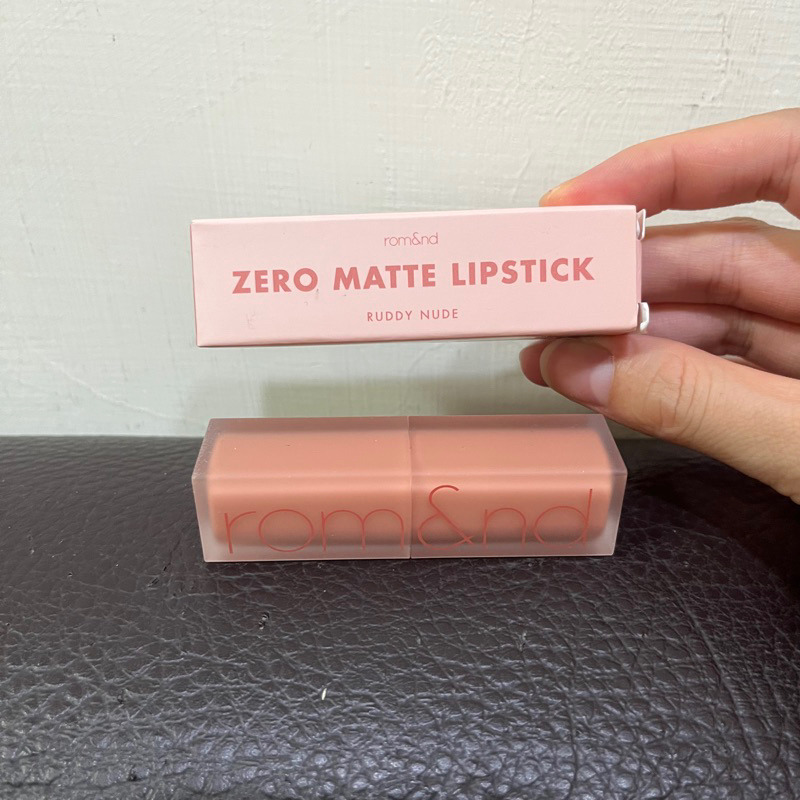 rom&nd
ZERO MATTE LIPSTICK
RUDDY NUDE
rom&nd